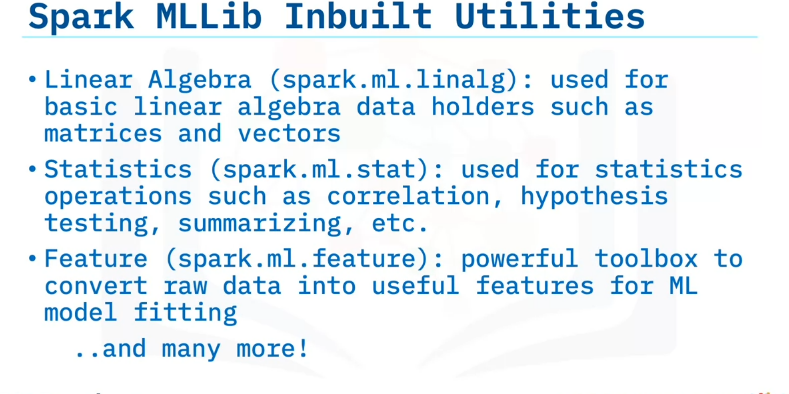 Spark MLLib Inbuilt Utilities
• Linear Algebra (spark.ml.linalg): used for
basic linear algebra data holders such as
matrices and vectors
• Statistics (spark.ml.stat): used for statistics
operations such as correlation, hypothesis
testing, summarizing, etc.
• Feature (spark.ml.feature): powerful toolbox to
convert raw data into useful features for ML
model fitting
..and many more!